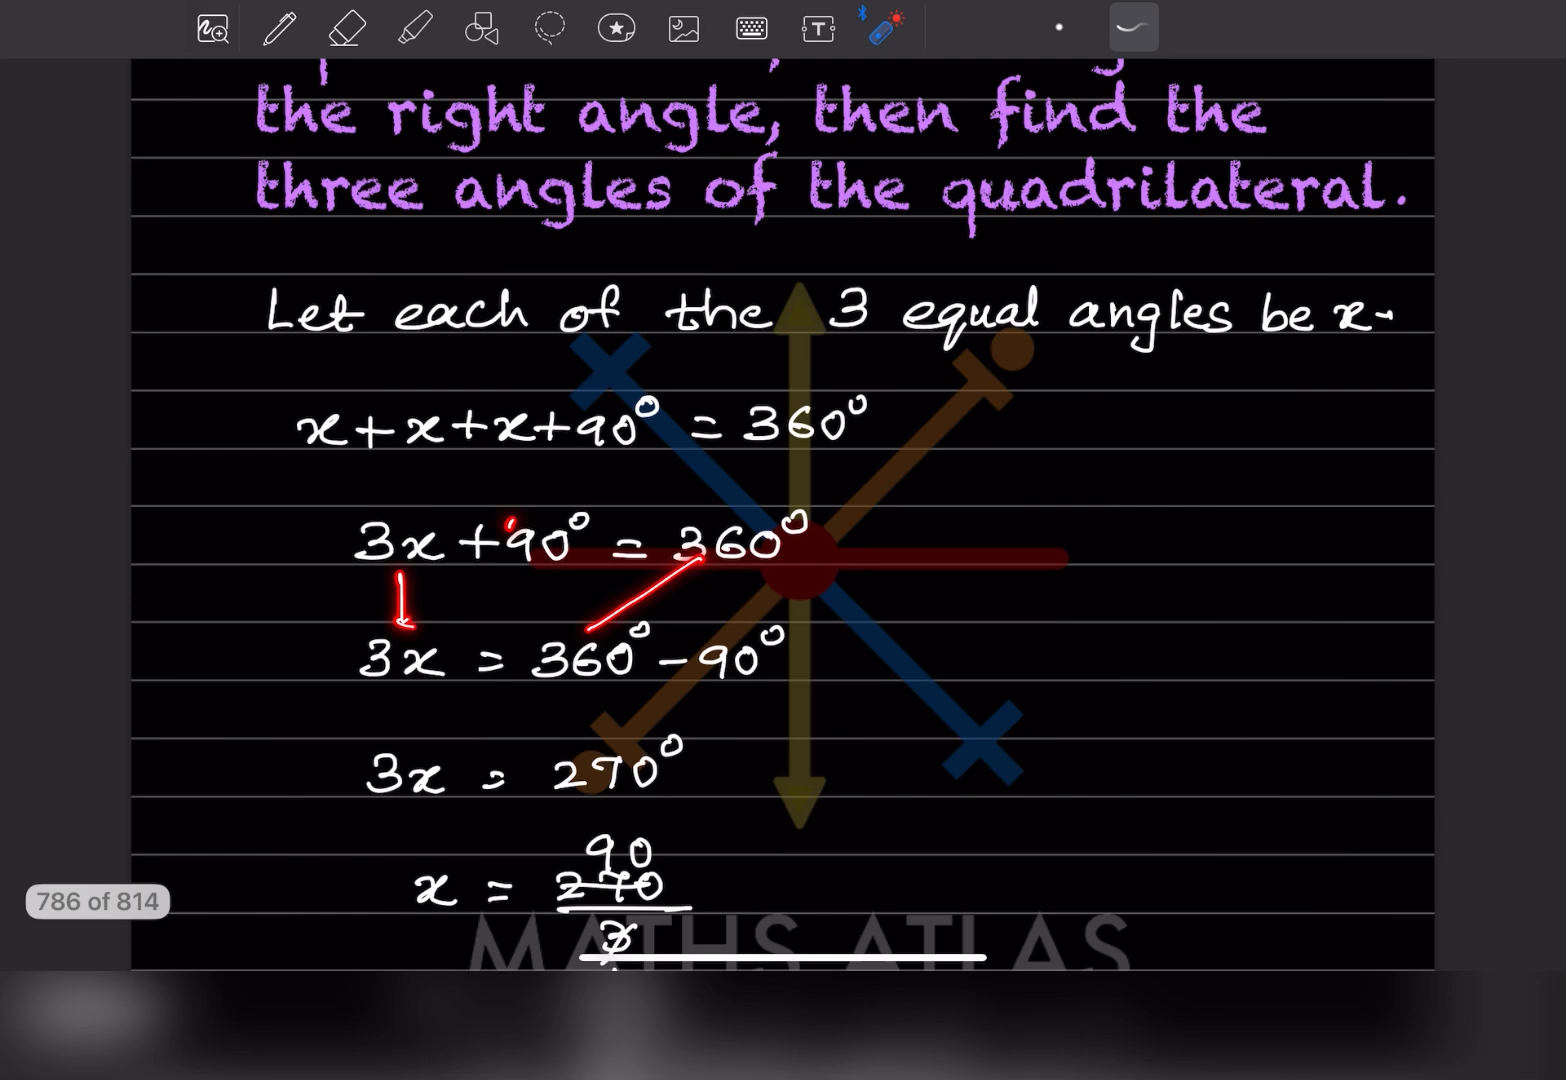 the right angle, then find the
three angles of the quadrilateral.
Let each of the 3 equal angles be x.
x+x+x+90° = 360°
3x+90° = 360°
3x = 360°-90°
3x = 270°
90
x = 270
3
786 of 814
MATHS ATLAS